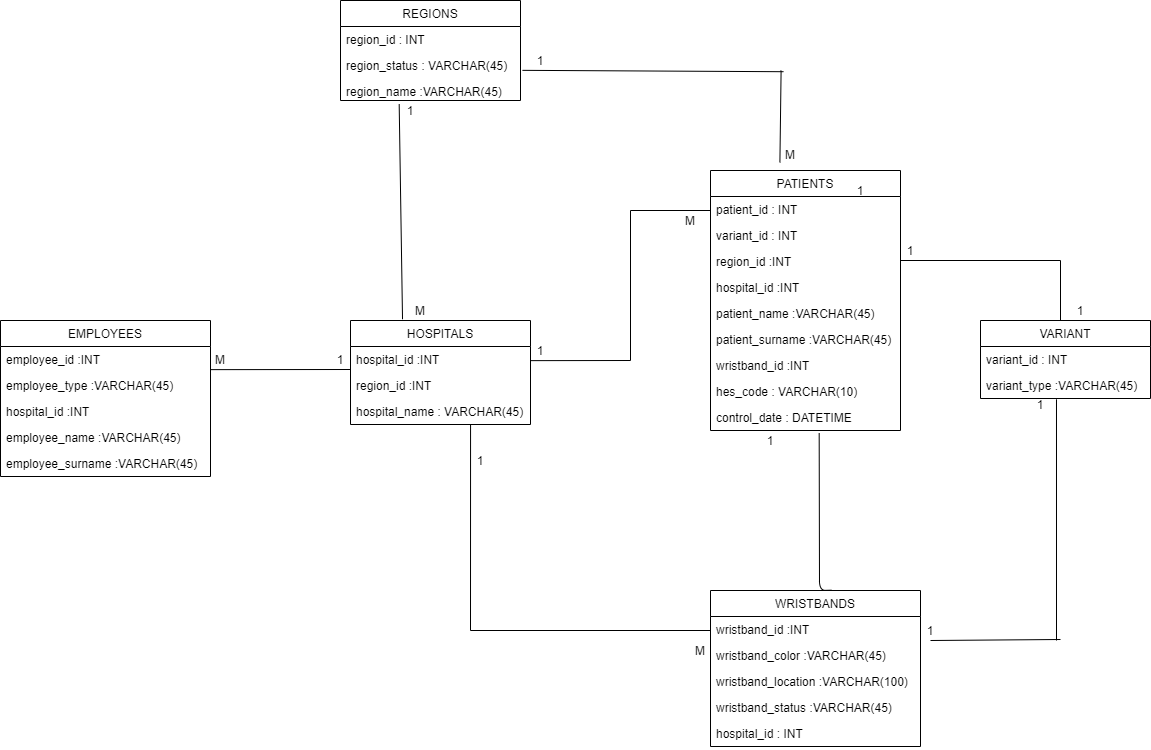 REGIONS
region_id : INT
region_status : VARCHAR(45)
region_name :VARCHAR(45)
1
1
M
PATIENTS
1
patient_id : INT
variant_id : INT
region_id :INT
hospital_id :INT
patient_name :VARCHAR(45)
patient_surname :VARCHAR(45)
wristband_id : INT
hes_code : VARCHAR(10)
control_date : DATETIME
M
1
1
1
VARIANT
variant_id : INT
variant_type :VARCHAR(45)
1
M
HOSPITALS
hospital_id :INT
region_id :INT
hospital_name : VARCHAR(45)
1
1
1
EMPLOYEES
employee_id :INT
employee_type :VARCHAR(45)
hospital_id :INT
employee_name :VARCHAR(45)
employee_surname :VARCHAR(45)
M
WRISTBANDS
wristband_id :INT
wristband_color :VARCHAR(45)
wristband_location :VARCHAR(100)
wristband_status :VARCHAR(45)
hospital_id : INT
M
1